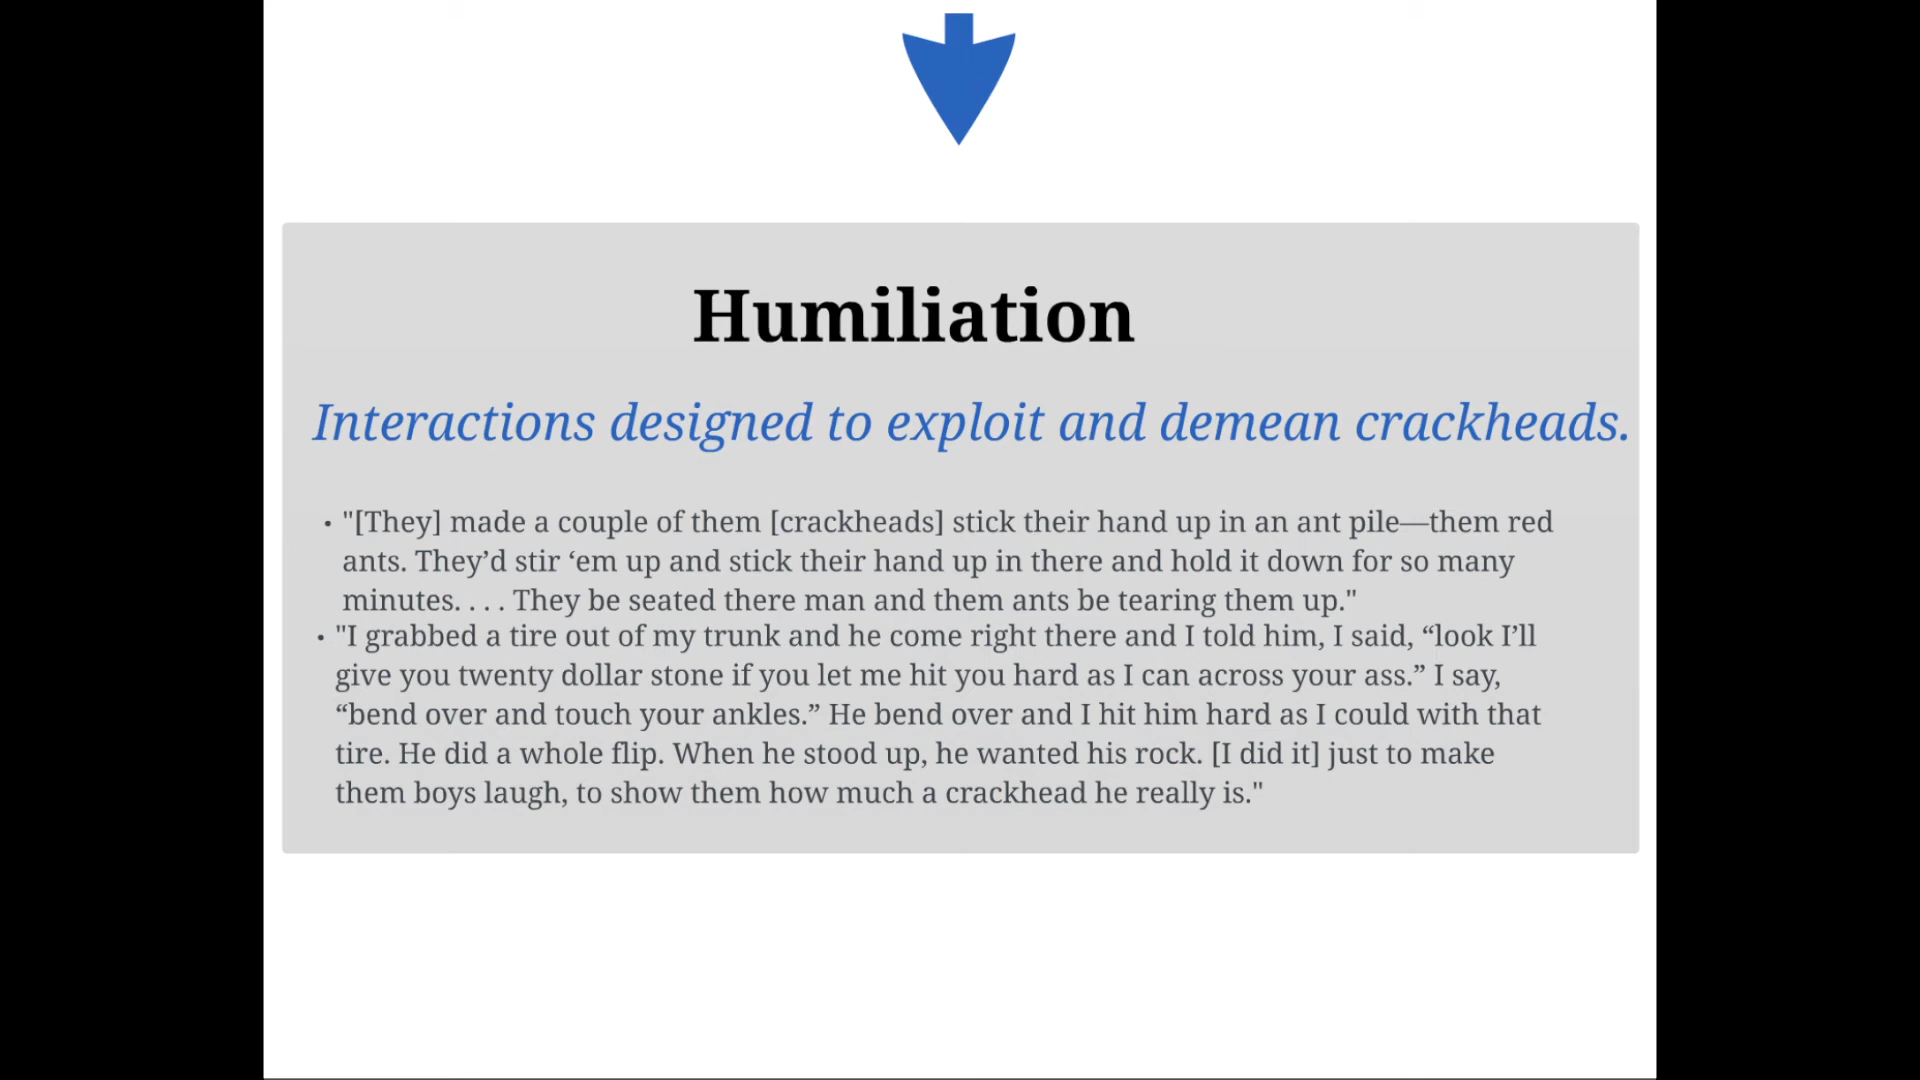 Humiliation
Interactions designed to exploit and demean crackheads.
• "[They] made a couple of them [crackheads] stick their hand up in an ant pile—them red
ants. They’d stir ‘em up and stick their hand up in there and hold it down for so many
minutes. . . . They be seated there man and them ants be tearing them up."
• "I grabbed a tire out of my trunk and he come right there and I told him, I said, “look I’ll
give you twenty dollar stone if you let me hit you hard as I can across your ass.” I say,
“bend over and touch your ankles.” He bend over and I hit him hard as I could with that
tire. He did a whole flip. When he stood up, he wanted his rock. [I did it] just to make
them boys laugh, to show them how much a crackhead he really is."